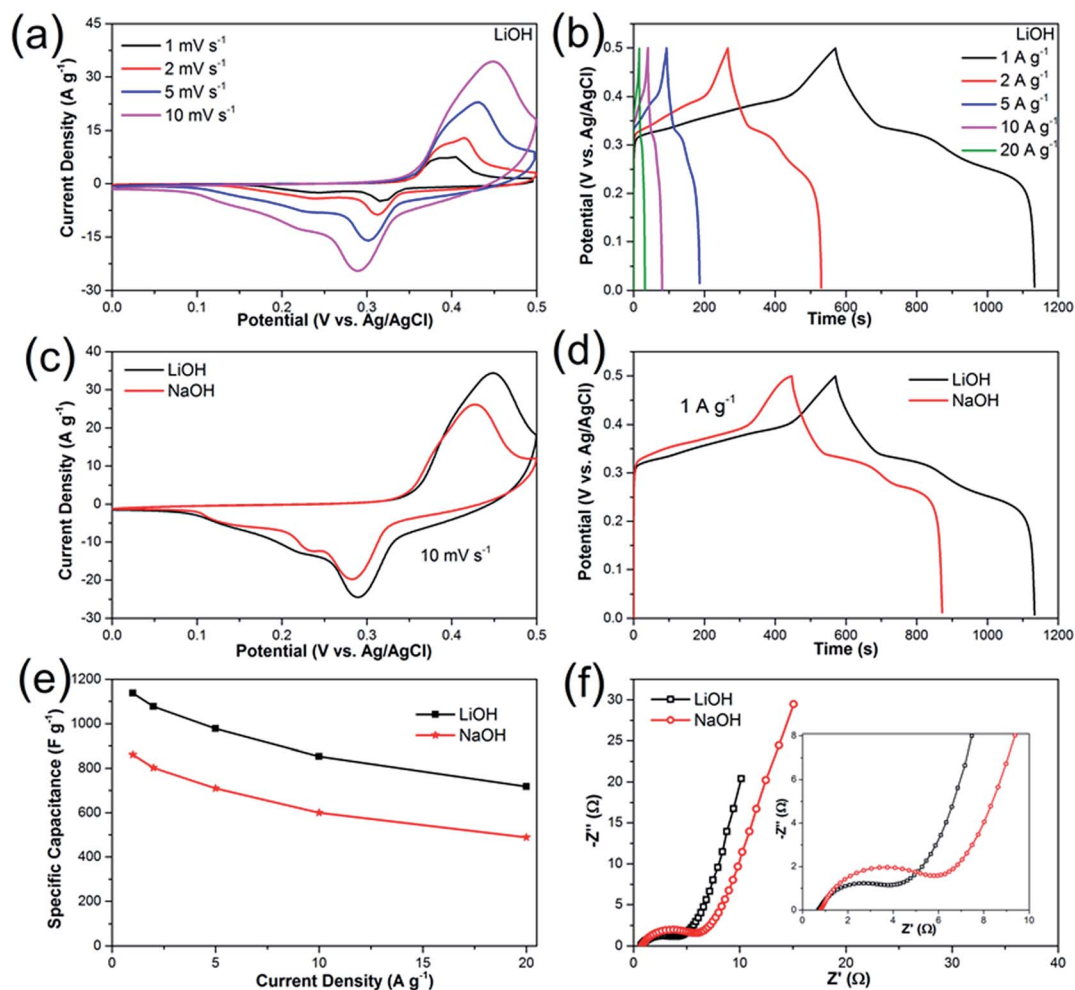 (a)
LiOH
1 mV s⁻¹
2 mV s⁻¹
5 mV s⁻¹
10 mV s⁻¹
45
30
15
0
-15
-30
Current Density (A g⁻¹)
0.0 0.1 0.2 0.3 0.4 0.5
Potential (V vs. Ag/AgCl)
(b)
LiOH
1 A g⁻¹
2 A g⁻¹
5 A g⁻¹
10 A g⁻¹
20 A g⁻¹
0.5
0.4
0.3
0.2
0.1
0.0
Potential (V vs. Ag/AgCl)
0 200 400 600 800 1000 1200
Time (s)
(c)
LiOH
NaOH
10 mV s⁻¹
40
30
20
10
0
-10
-20
-30
Current Density (A g⁻¹)
0.0 0.1 0.2 0.3 0.4 0.5
Potential (V vs. Ag/AgCl)
(d)
LiOH
NaOH
1 A g⁻¹
0.5
0.4
0.3
0.2
0.1
0.0
Potential (V vs. Ag/AgCl)
0 200 400 600 800 1000 1200
Time (s)
(e)
LiOH
NaOH
1200
1000
800
600
400
200
0
Specific Capacitance (F g⁻¹)
0 5 10 15 20
Current Density (A g⁻¹)
(f)
LiOH
NaOH
30
25
20
15
10
5
0
-Z'' (Ω)
0 10 20 30 40
Z' (Ω)
8
6
4
2
0
-Z'' (Ω)
2 4 6 8 10
Z' (Ω)